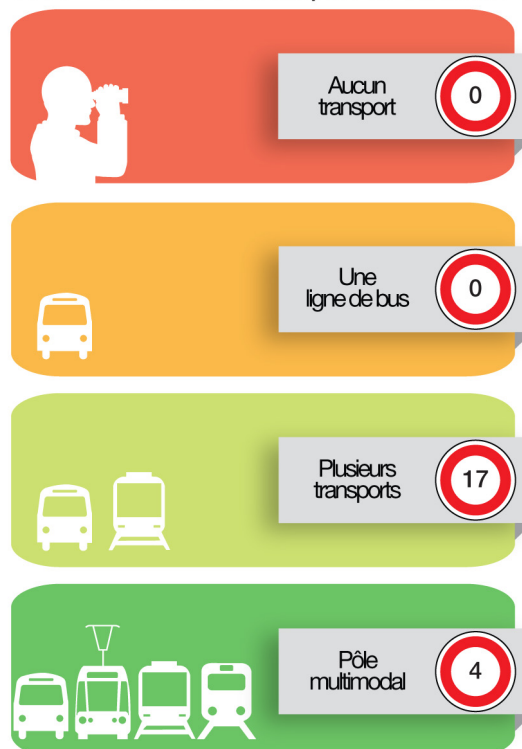 Aucun
transport
0
Une
ligne de bus
0
Plusieurs
transports
17
Pôle
multimodal
4